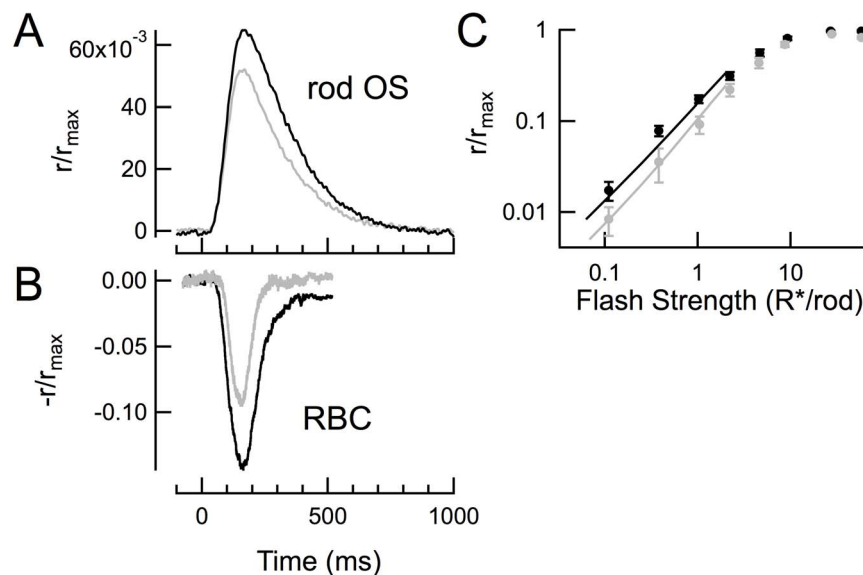 A
60x10⁻³
40
20
0
r/rₘₐₓ
rod OS
B
0.00
-0.05
-0.10
-r/rₘₐₓ
RBC
0
500
1000
Time (ms)
C
1
0.1
0.01
r/rₘₐₓ
0.1
1
10
Flash Strength (R*/rod)